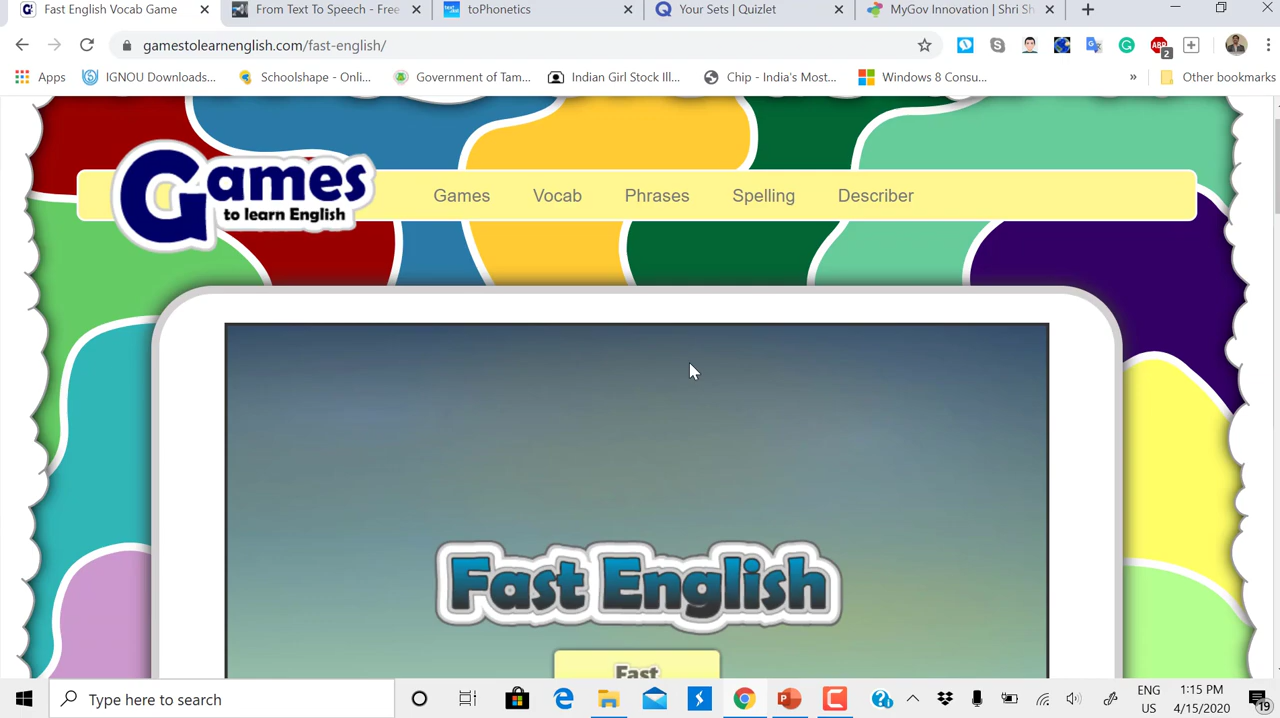 Fast English Vocab Game
From Text To Speech - Free
toPhonetics
Your Sets | Quizlet
MyGov innovation | Shri Sh
gamestolearnenglish.com/fast-english/
ABP
2
Apps
IGNOU Downloads...
Schoolshape - Onli...
Government of Tam...
Indian Girl Stock Ill...
Chrr - India's Most...
Windows 8 Consu...
»
Other bookmarks
Games
to learn English
Games
Vocab
Phrases
Spelling
Describer
Fast English
Fast
Type here to search
ENG
US
1:15 PM
4/15/2020
19